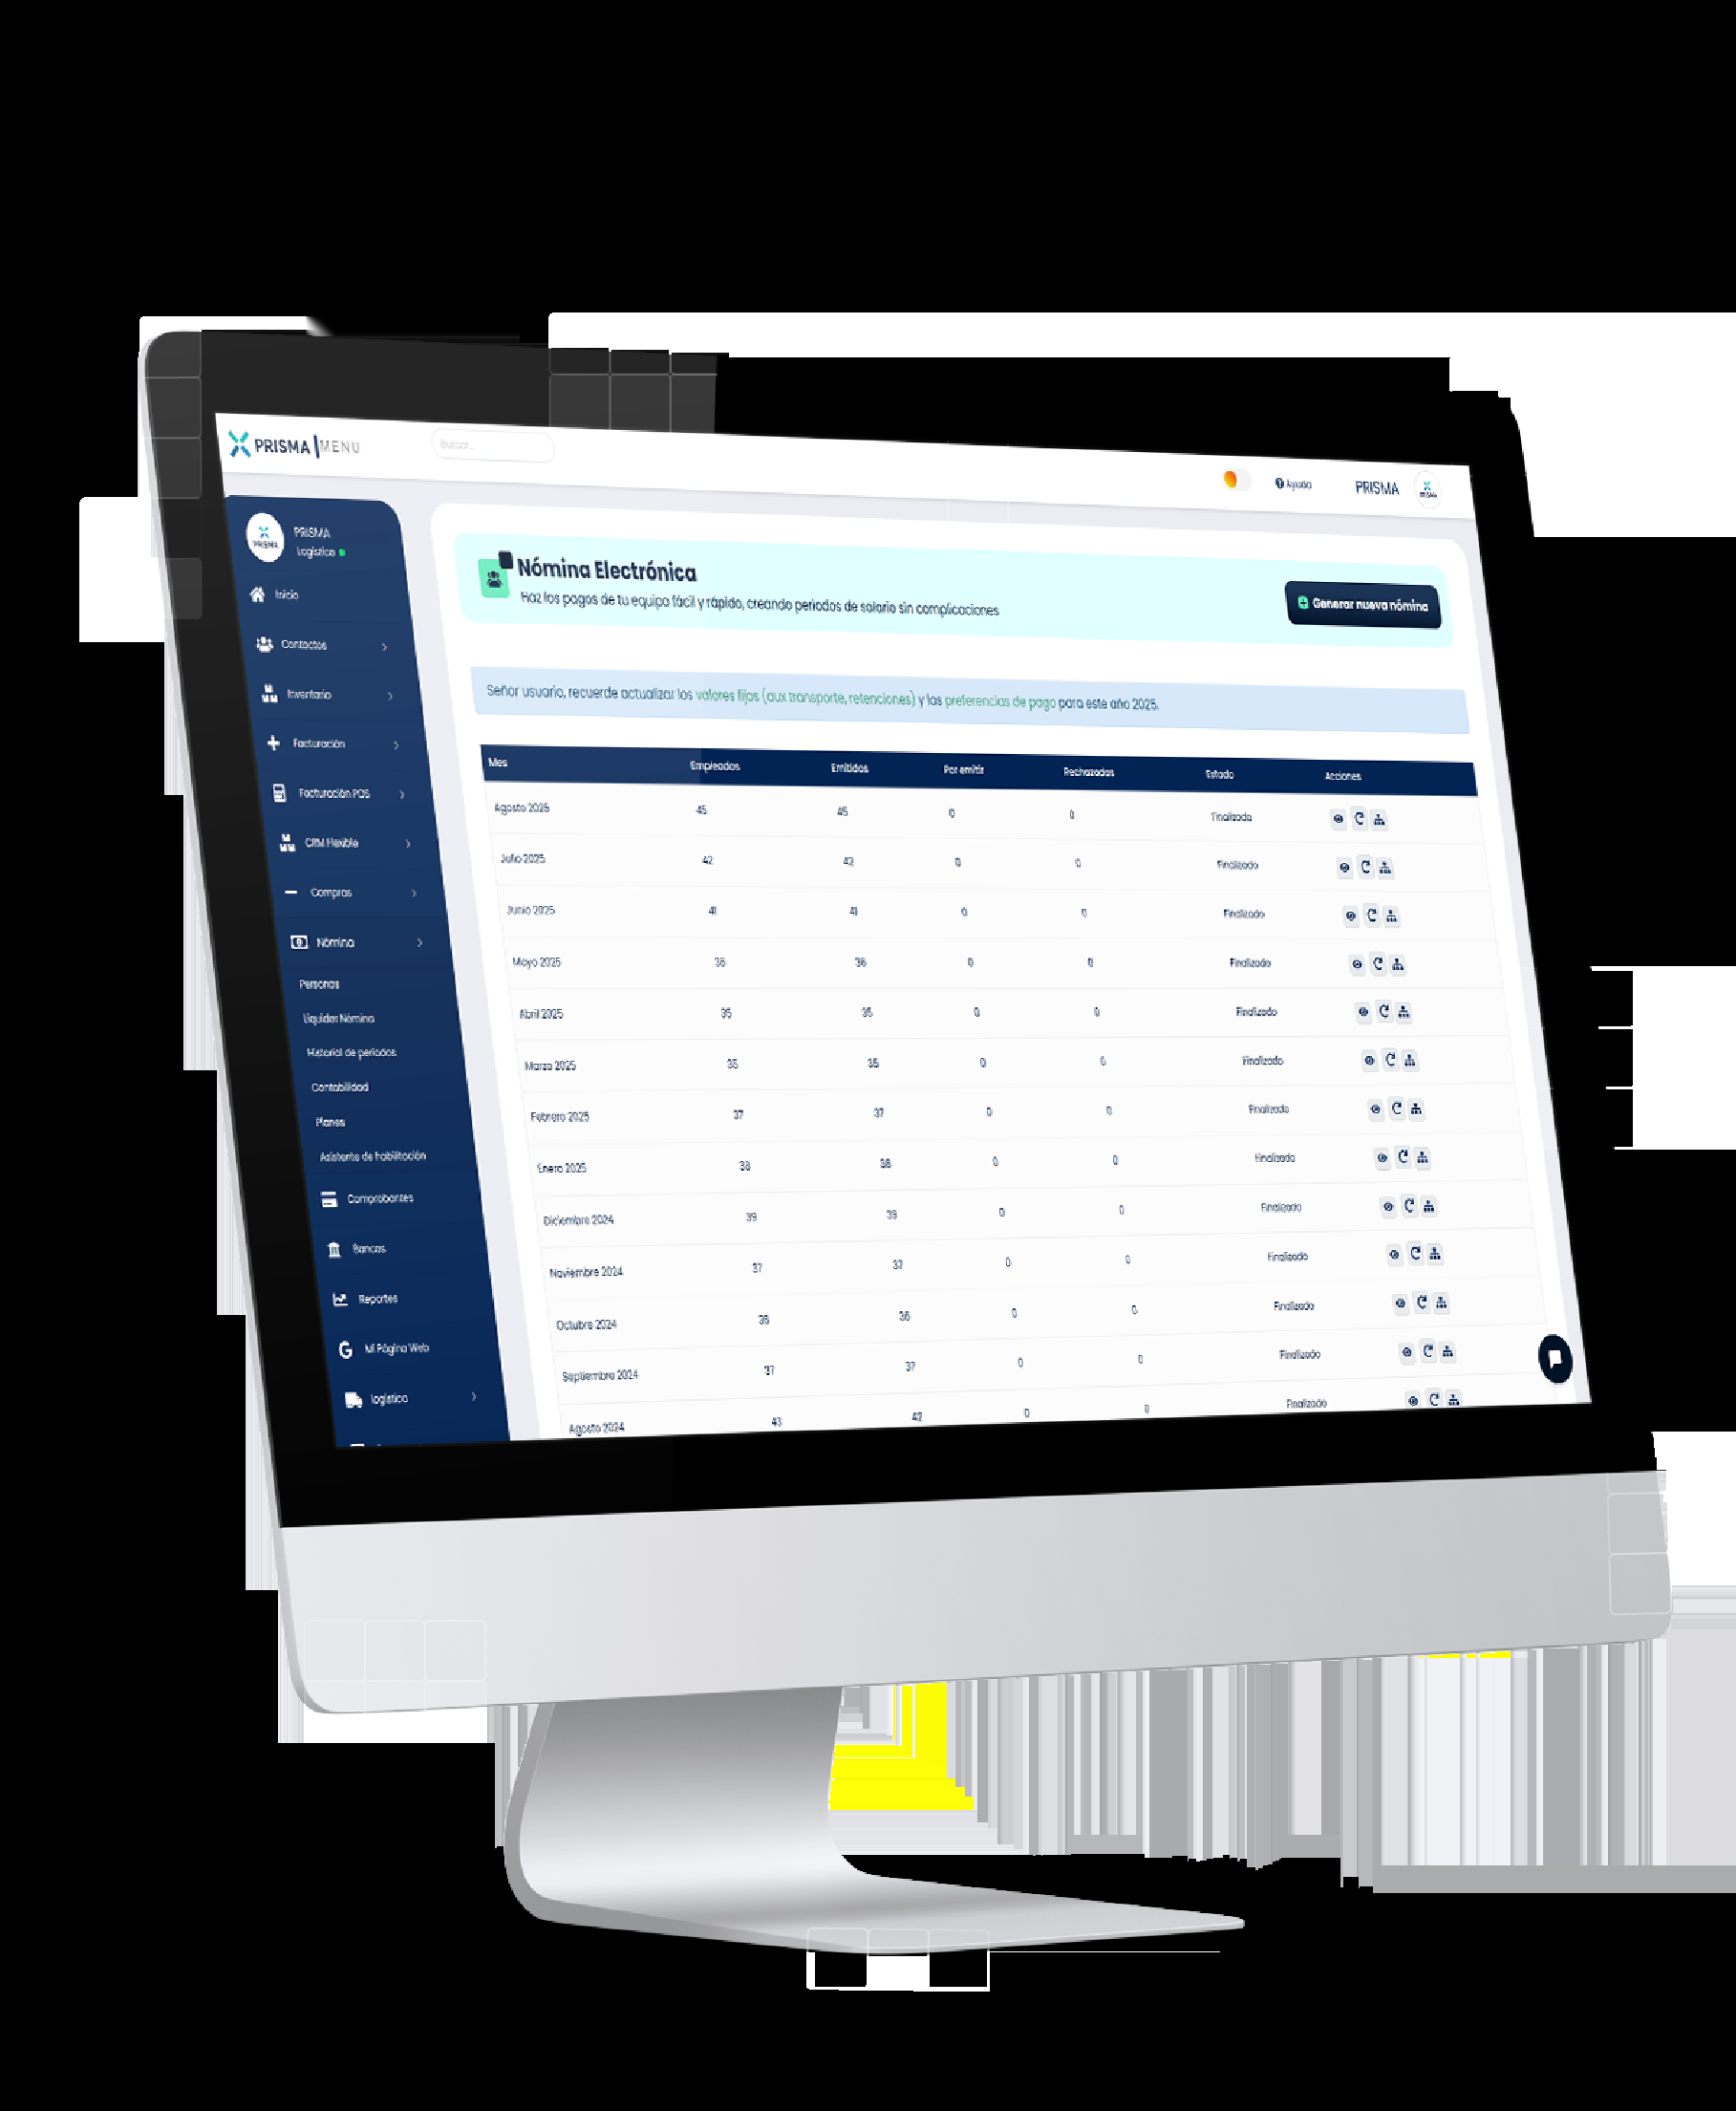 PRISMA MENU
Buscar...
Ayuda
PRISMA
PRISMA
PRISMA
Logística
Inicio
Contactos
Inventario
Facturación
Facturación POS
CRM Flexible
Compras
Nómina
Personas
Liquidar Nómina
Historial de periodos
Contabilidad
Planes
Asistente de habilitación
Comprobantes
Bancos
Reportes
Mi Página Web
logística
Nómina Electrónica
Haz los pagos de tu equipo fácil y rápido, creando periodos de salario sin complicaciones
Generar nueva nómina
Señor usuario, recuerde actualizar los valores fijos (aux transporte, retenciones) y las preferencias de pago para este año 2025.
Mes Empleados Emitidos Por emitir Rechazados Estado Acciones
Agosto 2025 45 45 0 0 Finalizado
Julio 2025 42 42 0 0 Finalizado
Junio 2025 41 41 0 0 Finalizado
Mayo 2025 36 36 0 0 Finalizado
Abril 2025 35 35 0 0 Finalizado
Marzo 2025 35 35 0 0 Finalizado
Febrero 2025 37 37 0 0 Finalizado
Enero 2025 38 38 0 0 Finalizado
Diciembre 2024 39 39 0 0 Finalizado
Noviembre 2024 37 37 0 0 Finalizado
Octubre 2024 36 36 0 0 Finalizado
Septiembre 2024 37 37 0 0 Finalizado
Agosto 2024 43 42 0 0 Finalizado